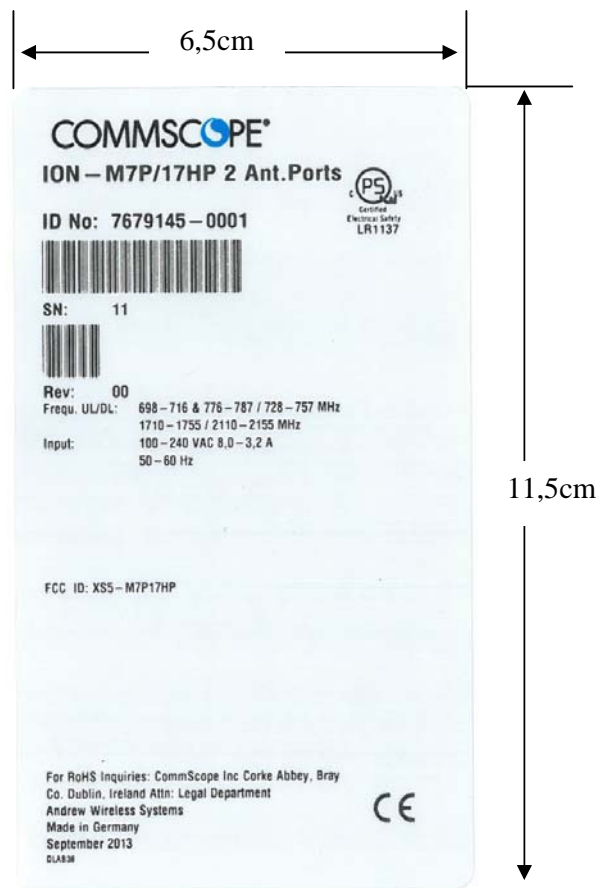 6,5cm
COMMSCOPE®
ION – M7P/17HP 2 Ant.Ports
C PS US
Certified
Electrical Safety
LR1137
ID No: 7679145 – 0001
SN: 11
Rev: 00
Frequ. UL/DL: 698 – 716 & 776 – 787 / 728 – 757 MHz
1710 – 1755 / 2110 – 2155 MHz
Input: 100 – 240 VAC 8,0 – 3,2 A
50 – 60 Hz
11,5cm
FCC ID: XS5 – M7P17HP
For RoHS Inquiries: CommScope Inc Corke Abbey, Bray
Co. Dublin, Ireland Attn: Legal Department
Andrew Wireless Systems
Made in Germany
September 2013
CE